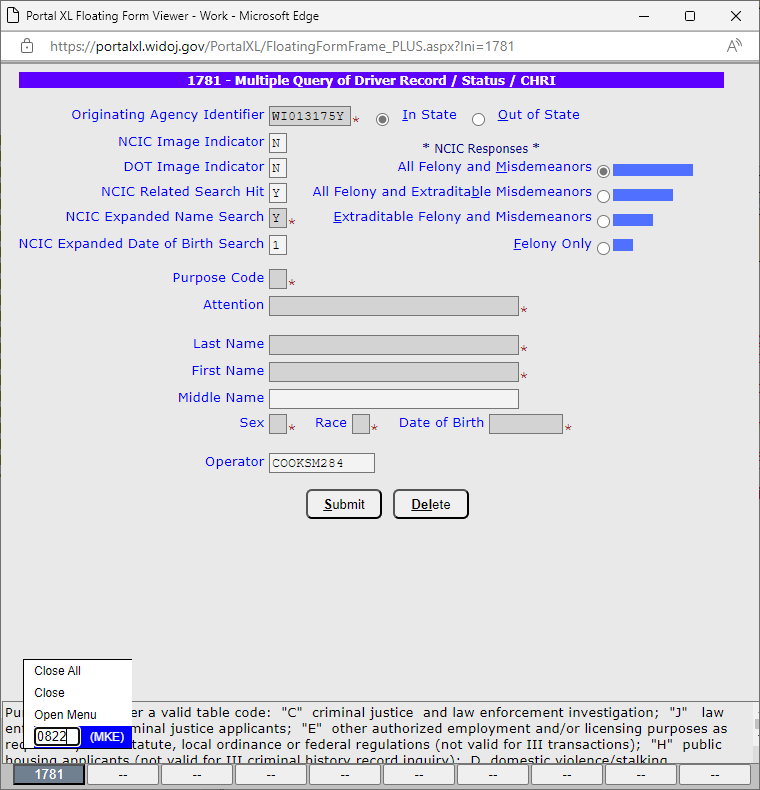 Portal XL Floating Form Viewer - Work - Microsoft Edge
https://portalxl.widoj.gov/PortalXL/FloatingFormFrame_PLUS.aspx?Ini=1781
1781 - Multiple Query of Driver Record / Status / CHRI
Originating Agency Identifier WI013175Y * In State Out of State
NCIC Image Indicator N
* NCIC Responses *
DOT Image Indicator N All Felony and Misdemeanors
NCIC Related Search Hit Y All Felony and Extraditable Misdemeanors
NCIC Expanded Name Search Y * Extraditable Felony and Misdemeanors
NCIC Expanded Date of Birth Search 1 Felony Only
Purpose Code *
Attention *
Last Name *
First Name *
Middle Name
Sex * Race * Date of Birth *
Operator COOKSM284
Submit Delete
Close All
Close
Open Menu
0822 (MKE)
er a valid table code: "C" criminal justice and law enforcement investigation; "J" law
minal justice applicants; "E" other authorized employment and/or licensing purposes as
tatute, local ordinance or federal regulations (not valid for III transactions); "H" public
housing applicants (not valid for III criminal history record inquiry); D domestic violence/stalking
1781 -- -- -- -- -- -- -- -- --